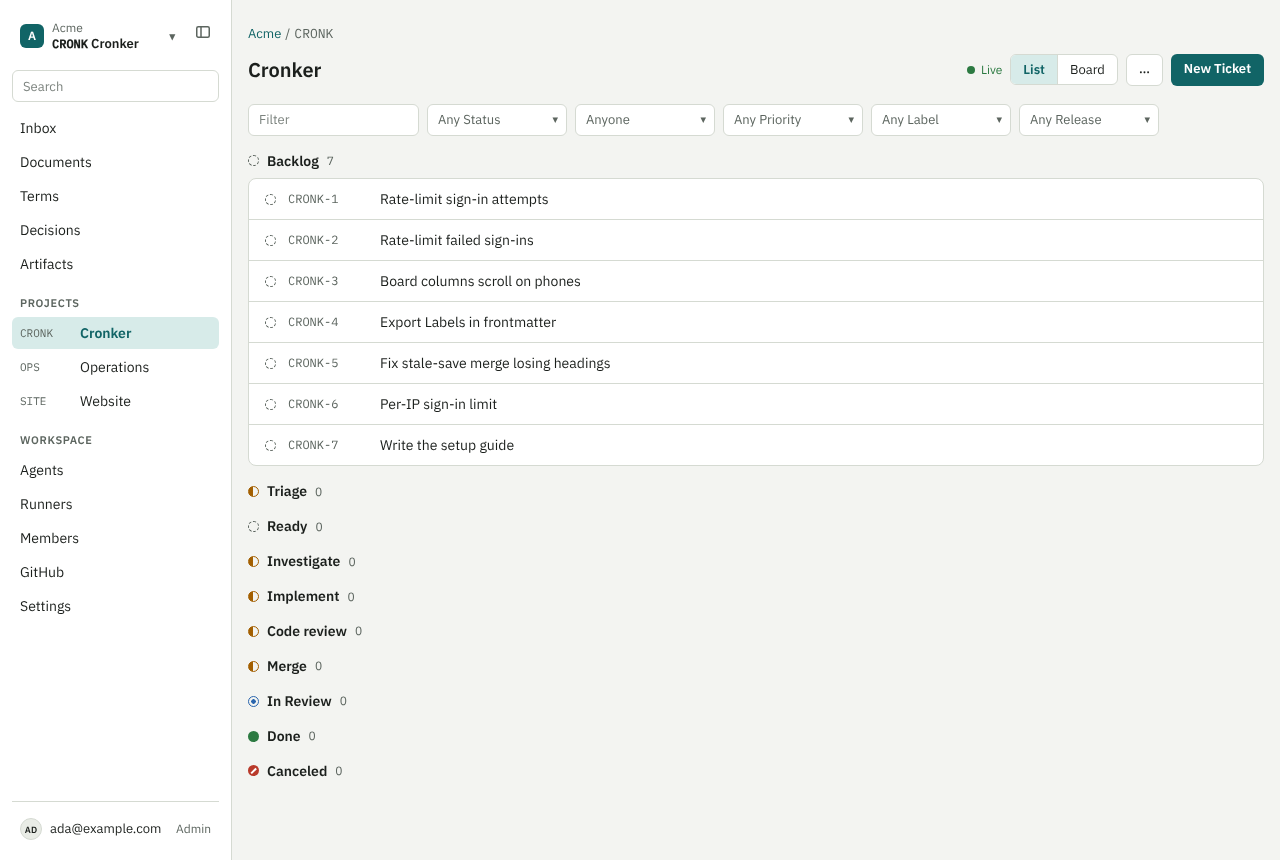 A
Acme
CRONK Cronker
Search
Inbox
Documents
Terms
Decisions
Artifacts
PROJECTS
CRONK Cronker
OPS Operations
SITE Website
WORKSPACE
Agents
Runners
Members
GitHub
Settings
AD ada@example.com Admin
Acme / CRONK
Cronker
Live List Board ... New Ticket
Filter Any Status Anyone Any Priority Any Label Any Release
Backlog 7
CRONK-1 Rate-limit sign-in attempts
CRONK-2 Rate-limit failed sign-ins
CRONK-3 Board columns scroll on phones
CRONK-4 Export Labels in frontmatter
CRONK-5 Fix stale-save merge losing headings
CRONK-6 Per-IP sign-in limit
CRONK-7 Write the setup guide
Triage 0
Ready 0
Investigate 0
Implement 0
Code review 0
Merge 0
In Review 0
Done 0
Canceled 0